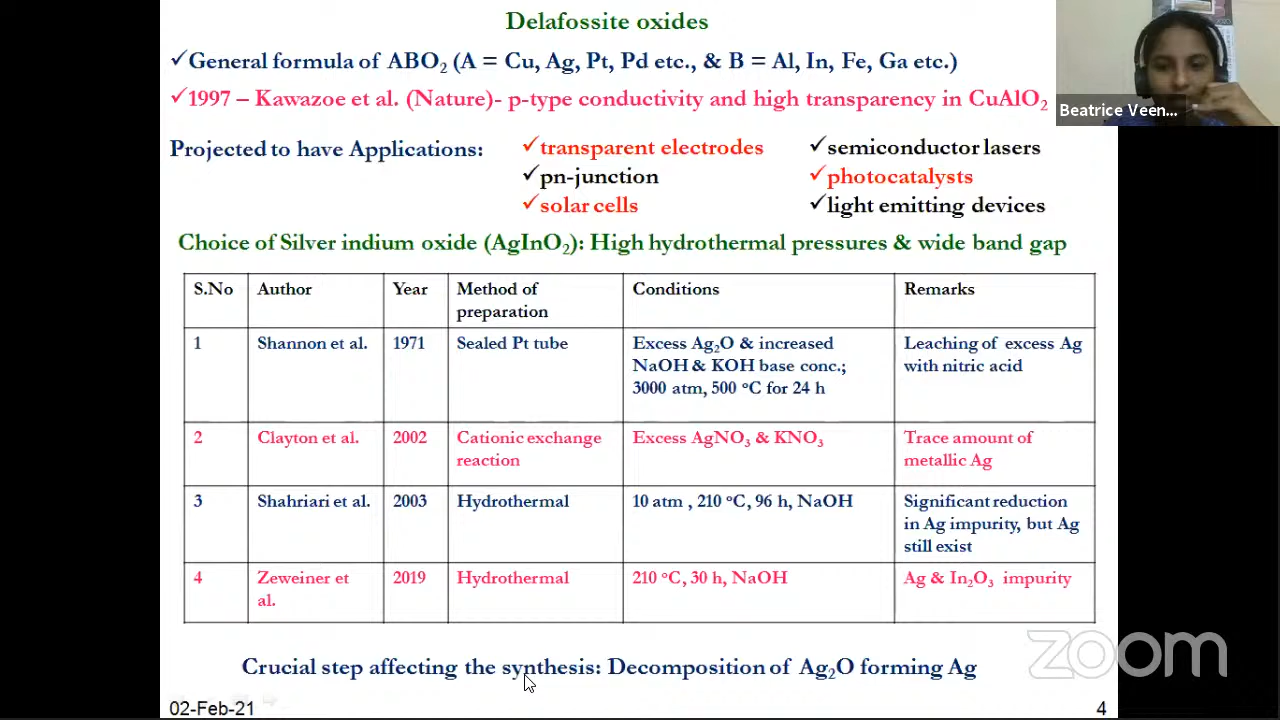 Delafossite oxides
✓General formula of ABO₂ (A = Cu, Ag, Pt, Pd etc., & B = Al, In, Fe, Ga etc.)
✓1997 – Kawazoe et al. (Nature)- p-type conductivity and high transparency in CuAlO₂
Beatrice Veen...
Projected to have Applications:
✓transparent electrodes
✓semiconductor lasers
✓pn-junction
✓photocatalysts
✓solar cells
✓light emitting devices
Choice of Silver indium oxide (AgInO₂): High hydrothermal pressures & wide band gap
S.No Author Year Method of preparation Conditions Remarks
1 Shannon et al. 1971 Sealed Pt tube
Excess Ag₂O & increased
NaOH & KOH base conc.;
3000 atm, 500 °C for 24 h
Leaching of excess Ag
with nitric acid
2 Clayton et al. 2002
Cationic exchange
reaction
Excess AgNO₃ & KNO₃
Trace amount of
metallic Ag
3 Shahriari et al. 2003 Hydrothermal 10 atm , 210 °C, 96 h, NaOH
Significant reduction
in Ag impurity, but Ag
still exist
4
Zeweiner et
al.
2019 Hydrothermal 210 °C, 30 h, NaOH Ag & In₂O₃ impurity
Crucial step affecting the synthesis: Decomposition of Ag₂O forming Ag
zoom
02-Feb-21
4